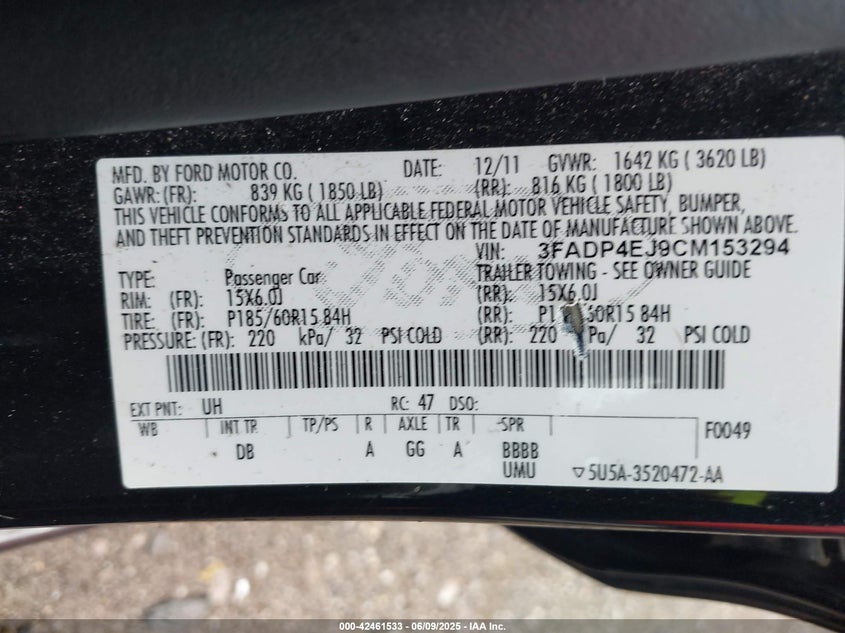 MFD. BY FORD MOTOR CO. DATE: 12/11 GVWR: 1642 KG ( 3620 LB)
GAWR: (FR): 839 KG ( 1850 LB) (RR): 816 KG ( 1800 LB)
THIS VEHICLE CONFORMS TO ALL APPLICABLE FEDERAL MOTOR VEHICLE SAFETY, BUMPER,
AND THEFT PREVENTION STANDARDS IN EFFECT ON THE DATE OF MANUFACTURE SHOWN ABOVE.
VIN: 3FADP4EJ9CM153294
TYPE: Passenger Car TRAILER TOWING - SEE OWNER GUIDE
RIM: (FR): 15X6.0J (RR): 15X6.0J
TIRE: (FR): P185/60R15 84H (RR): P1 60R15 84H
PRESSURE: (FR): 220 kPa/ 32 PSI COLD (RR): 220 Pa/ 32 PSI COLD
EXT PNT: UH RC: 47 DSO:
WB INT TR TP/PS R AXLE TR SPR F0049
DB A GG A BBBB
UMU ▽5U5A-3520472-AA
000-42461533 - 06/09/2025 - IAA Inc.